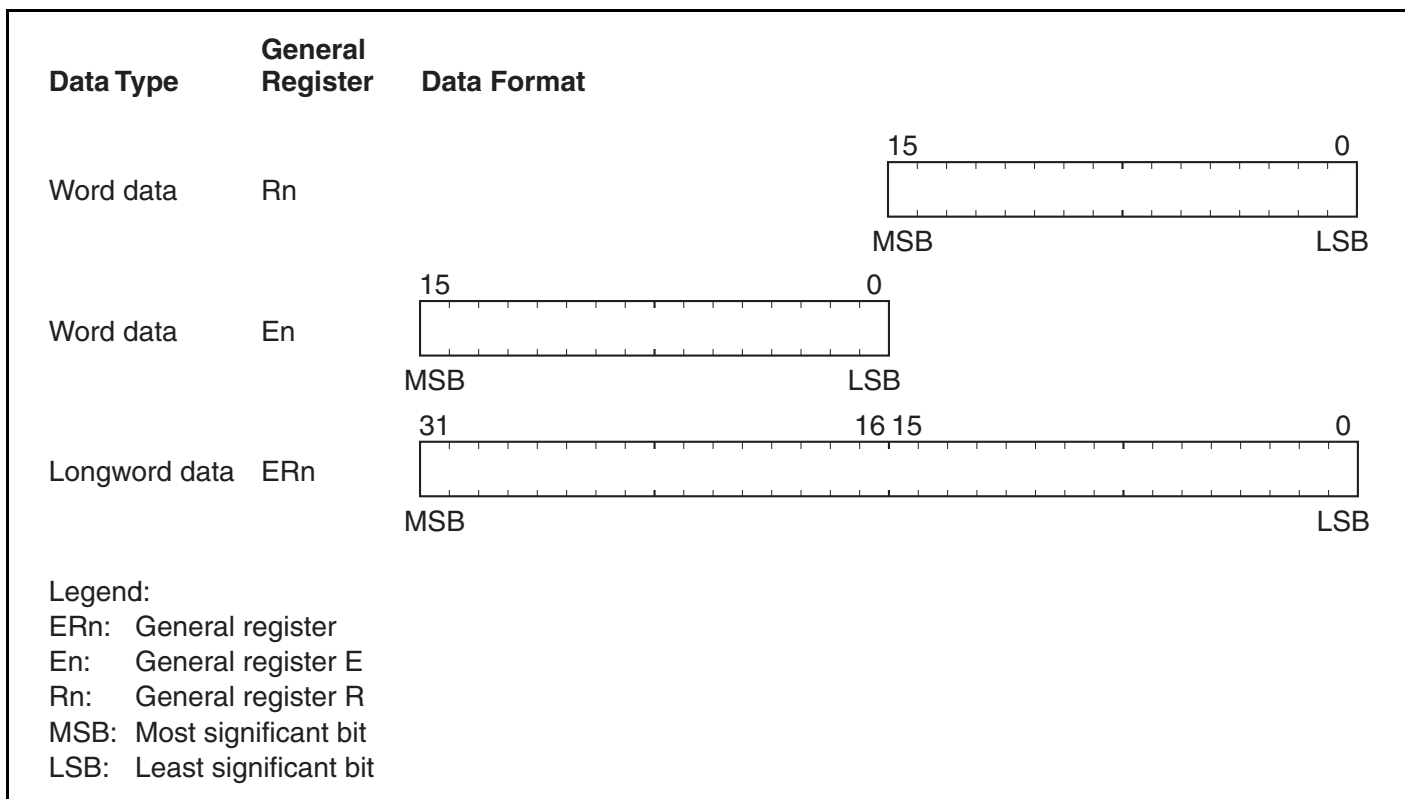 General
Data Type Register Data Format
15 0
Word data Rn
MSB LSB
15 0
Word data En
MSB LSB
31 16 15 0
Longword data ERn
MSB LSB
Legend:
ERn: General register
En: General register E
Rn: General register R
MSB: Most significant bit
LSB: Least significant bit